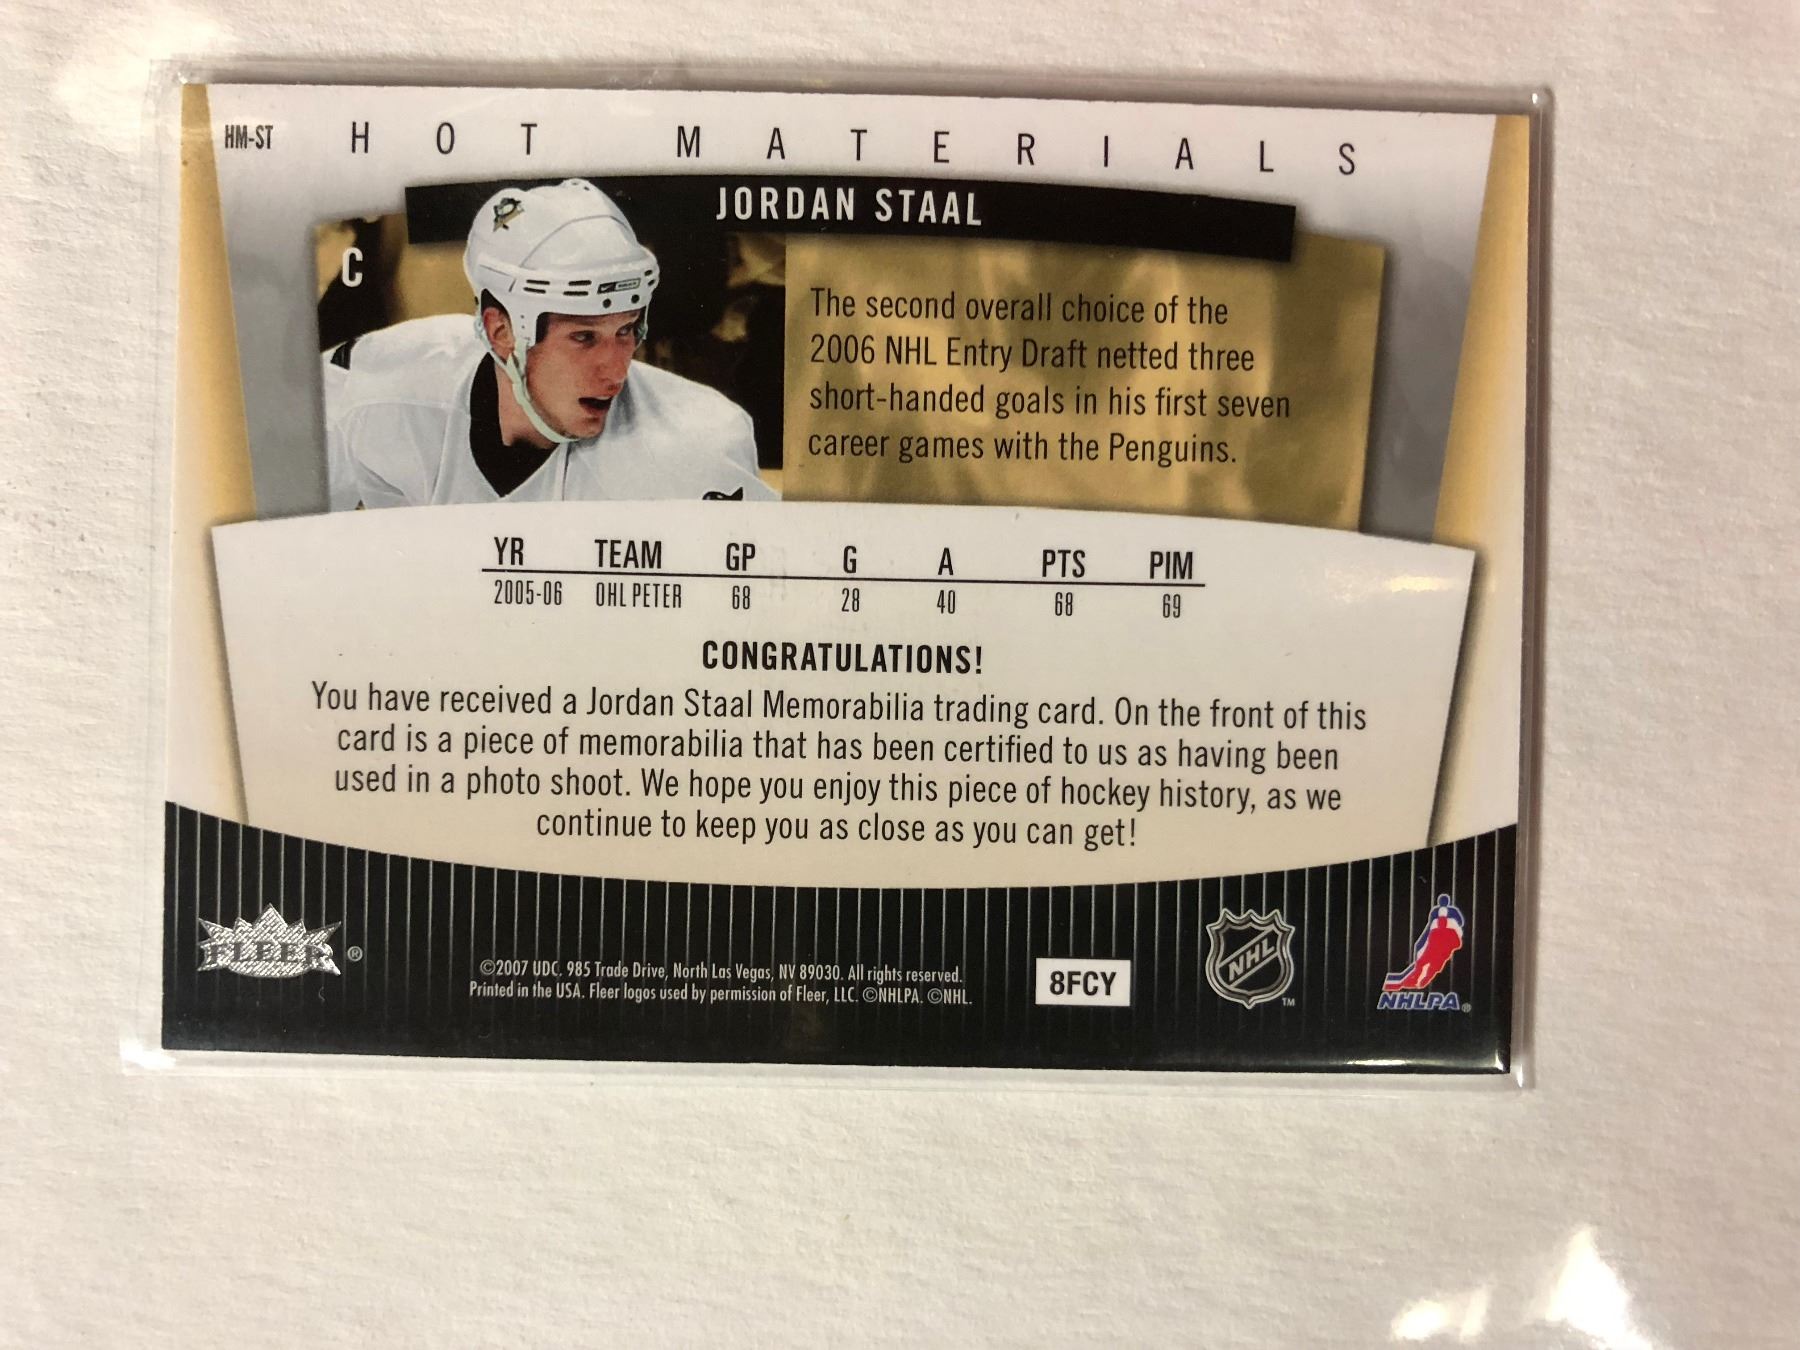 HM-ST HOT MATERIALS
JORDAN STAAL
C
The second overall choice of the
2006 NHL Entry Draft netted three
short-handed goals in his first seven
career games with the Penguins.
YR TEAM GP G A PTS PIM
2005-06 OHL PETER 68 28 40 68 69
CONGRATULATIONS!
You have received a Jordan Staal Memorabilia trading card. On the front of this
card is a piece of memorabilia that has been certified to us as having been
used in a photo shoot. We hope you enjoy this piece of hockey history, as we
continue to keep you as close as you can get!
FLEER ®
©2007 UDC. 985 Trade Drive, North Las Vegas, NV 89030. All rights reserved.
Printed in the USA. Fleer logos used by permission of Fleer, LLC. ©NHLPA. ©NHL.
8FCY
NHL TM
NHLPA ®